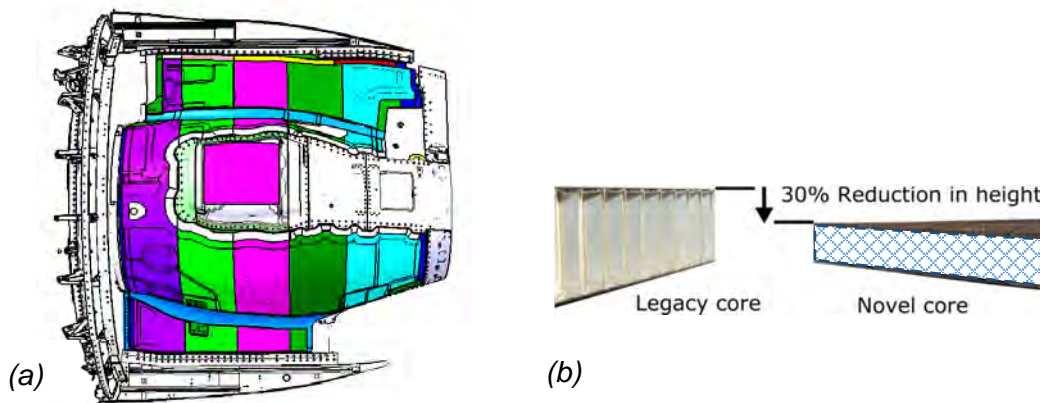 30% Reduction in height
Legacy core
Novel core
(a)
(b)